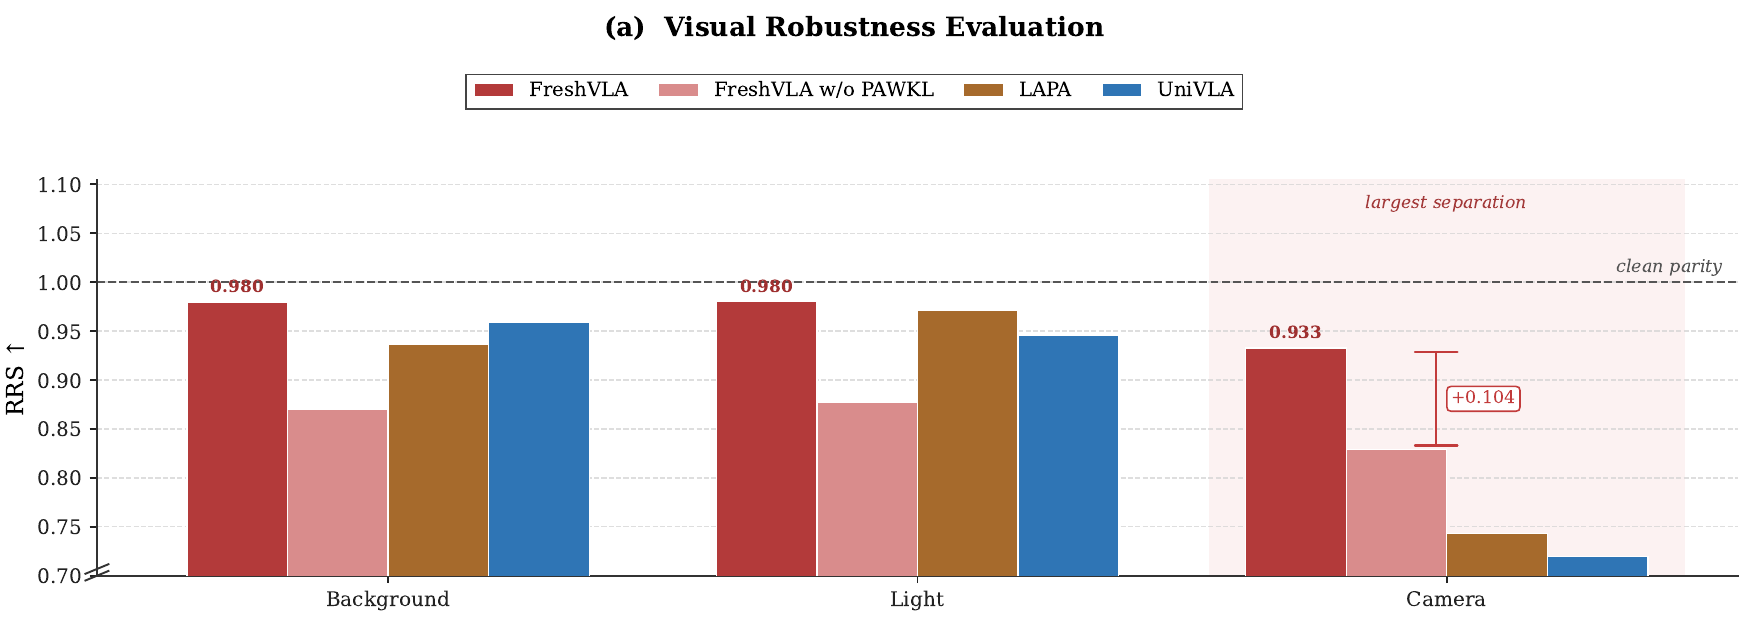 (a) Visual Robustness Evaluation
FreshVLA FreshVLA w/o PAWKL LAPA UniVLA
1.10
largest separation
1.05
clean parity
1.00
0.980 0.980
0.95
0.933
0.90
+0.104
0.85
0.80
0.75
0.70
RRS ↑
Background Light Camera